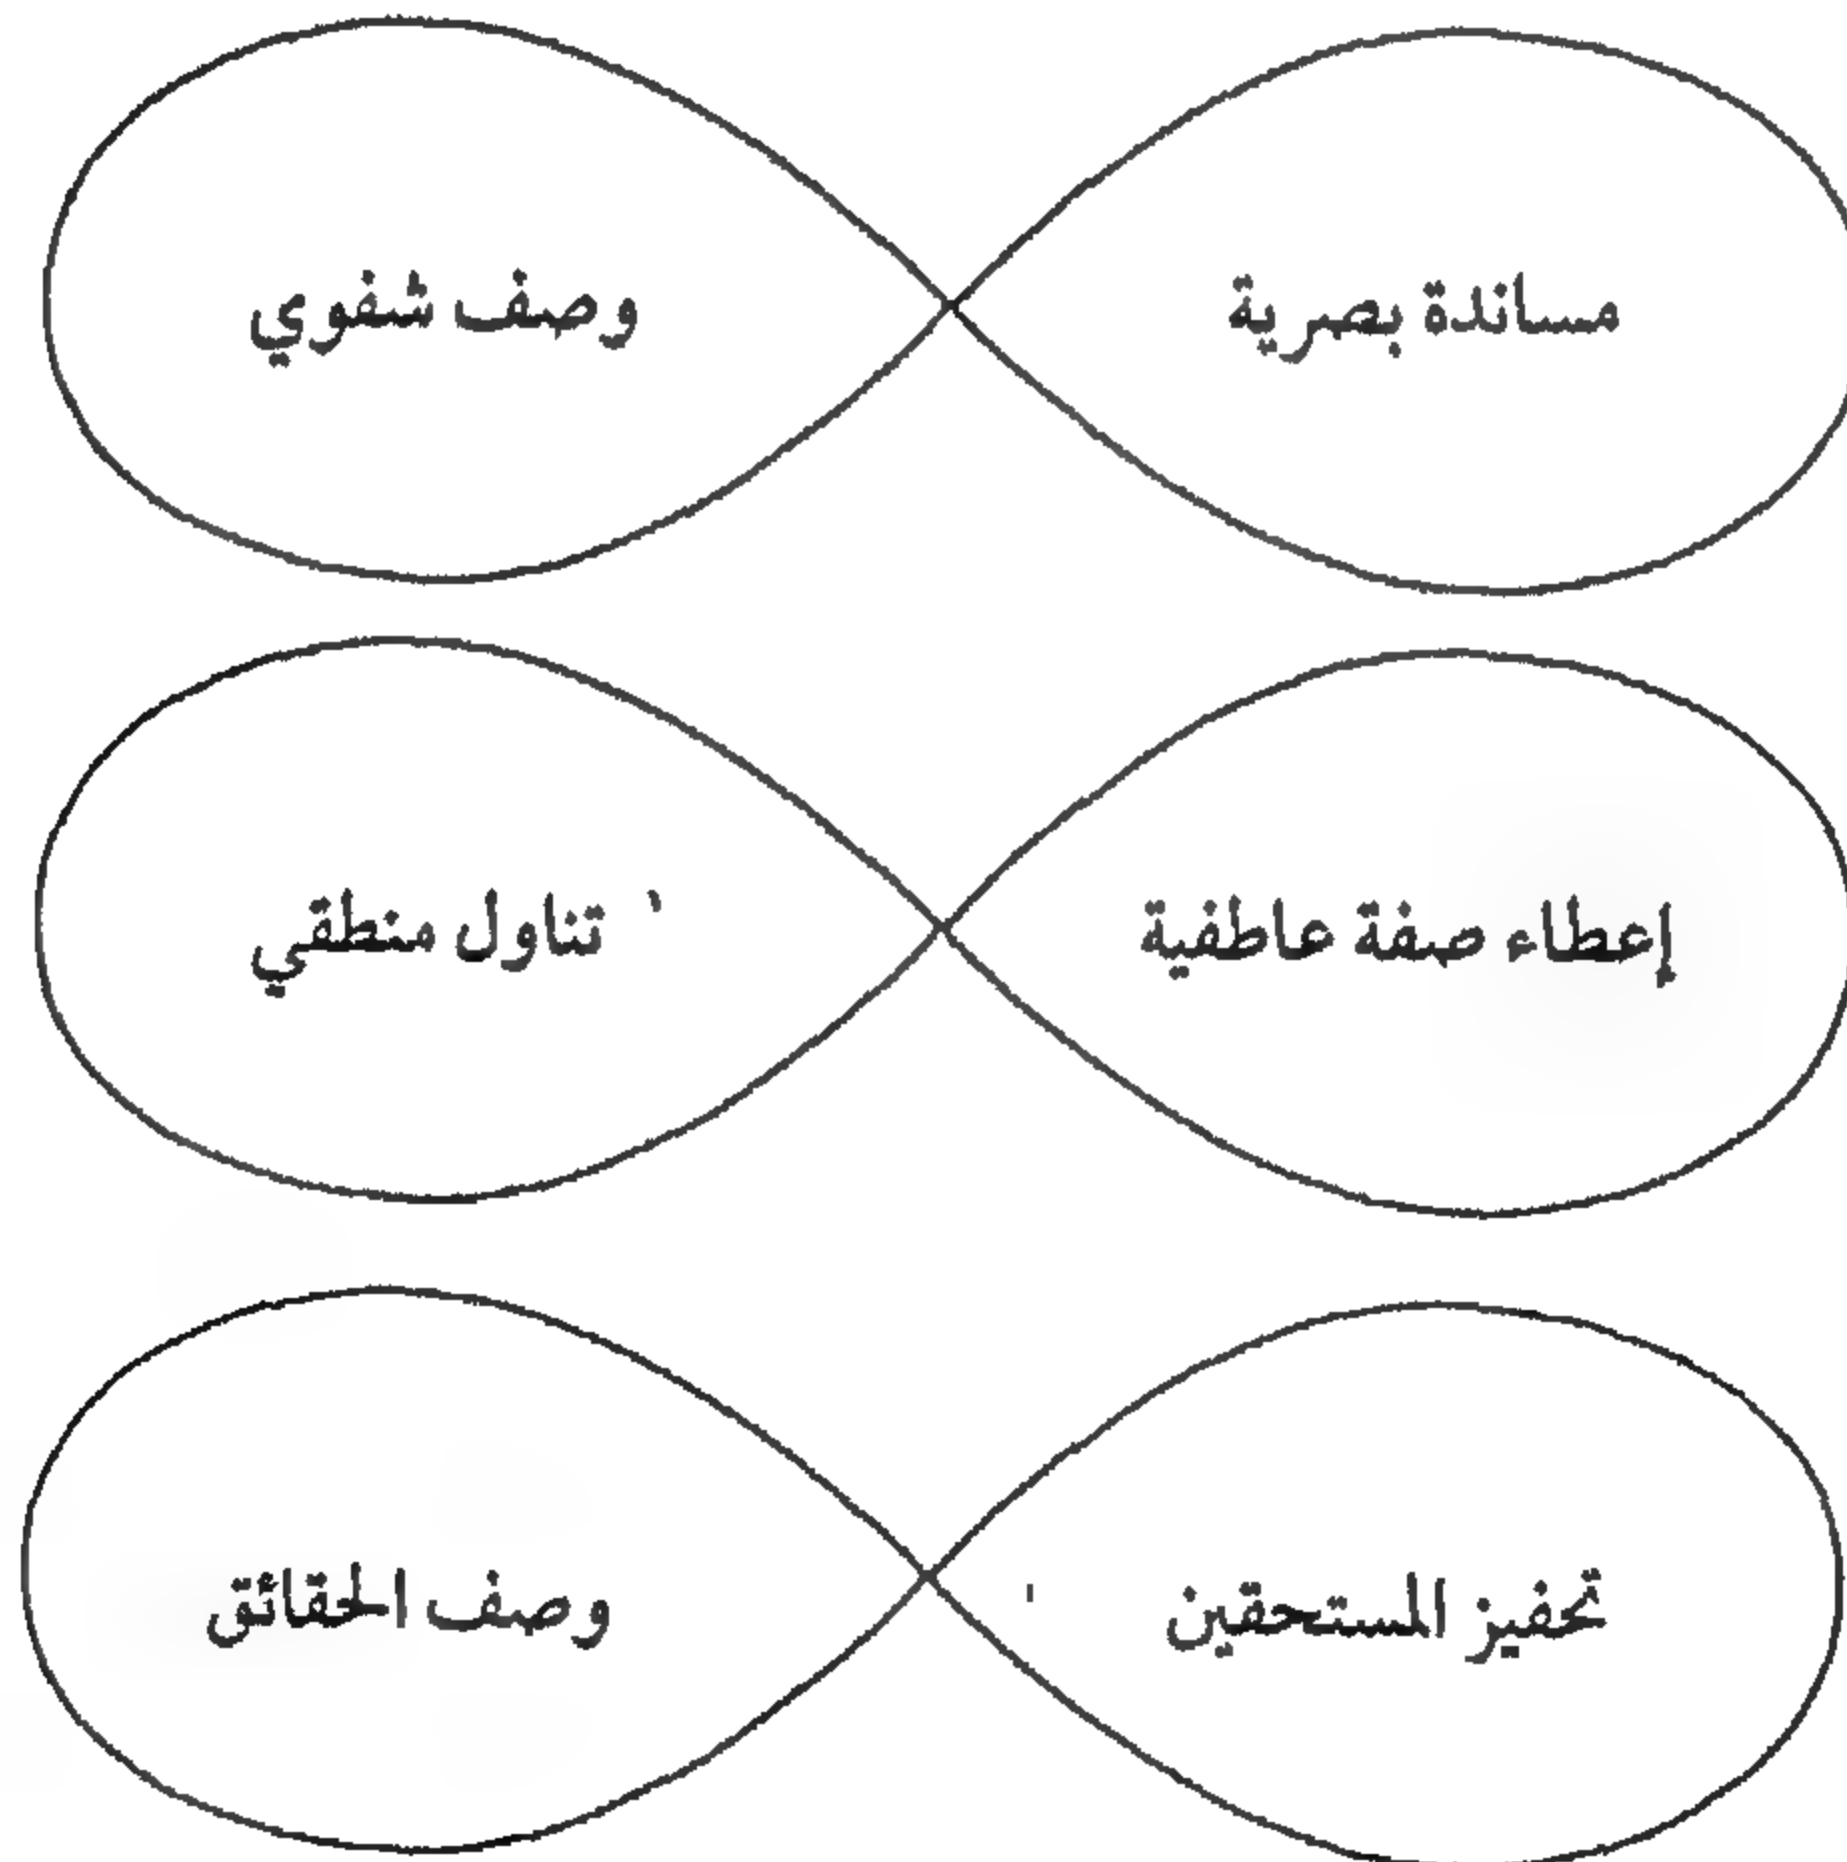 مساندة بصرية
وصف شفوي
إعطاء صفة عاطفية
تناول منطقي
تحفيز المستحقين
وصف الحقائق